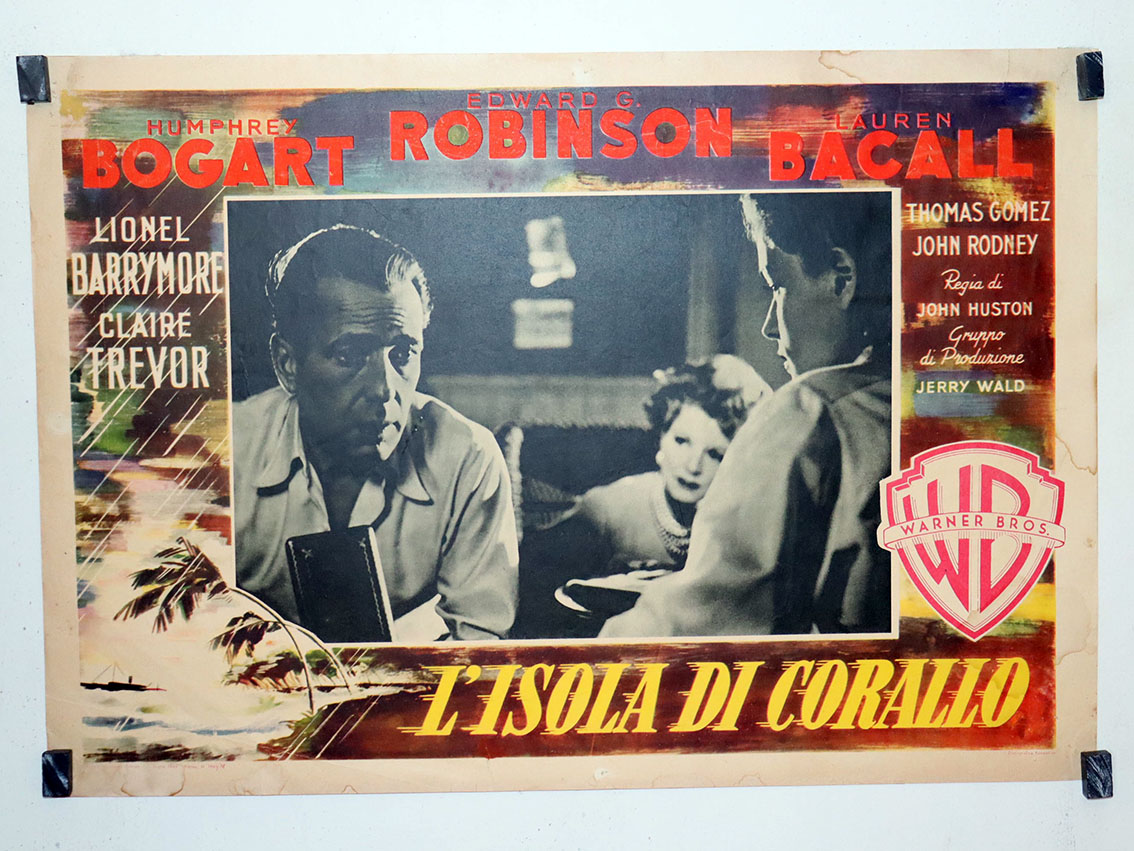 HUMPHREY
BOGART
EDWARD G.
ROBINSON
LAUREN
BACALL
LIONEL
BARRYMORE
CLAIRE
TREVOR
THOMAS GOMEZ
JOHN RODNEY
Regia di
JOHN HUSTON
Gruppo
di Produzione
JERRY WALD
WB
WARNER BROS.
L'ISOLA DI CORALLO